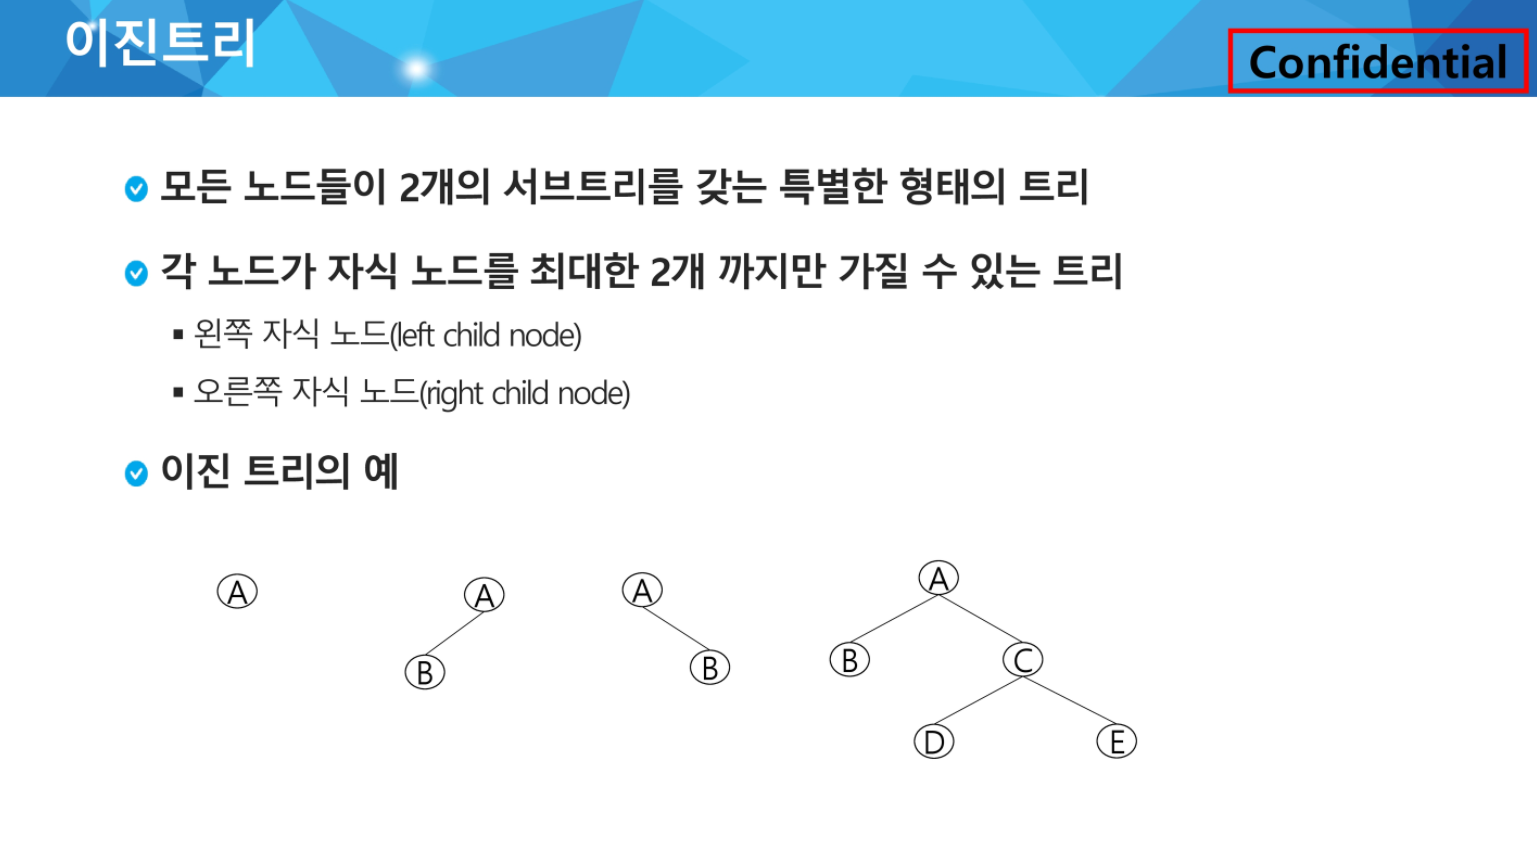 이진트리
Confidential
모든 노드들이 2개의 서브트리를 갖는 특별한 형태의 트리
각 노드가 자식 노드를 최대한 2개 까지만 가질 수 있는 트리
왼쪽 자식 노드(left child node)
오른쪽 자식 노드(right child node)
이진 트리의 예
A
A
B
A
B
A
B
C
D
E